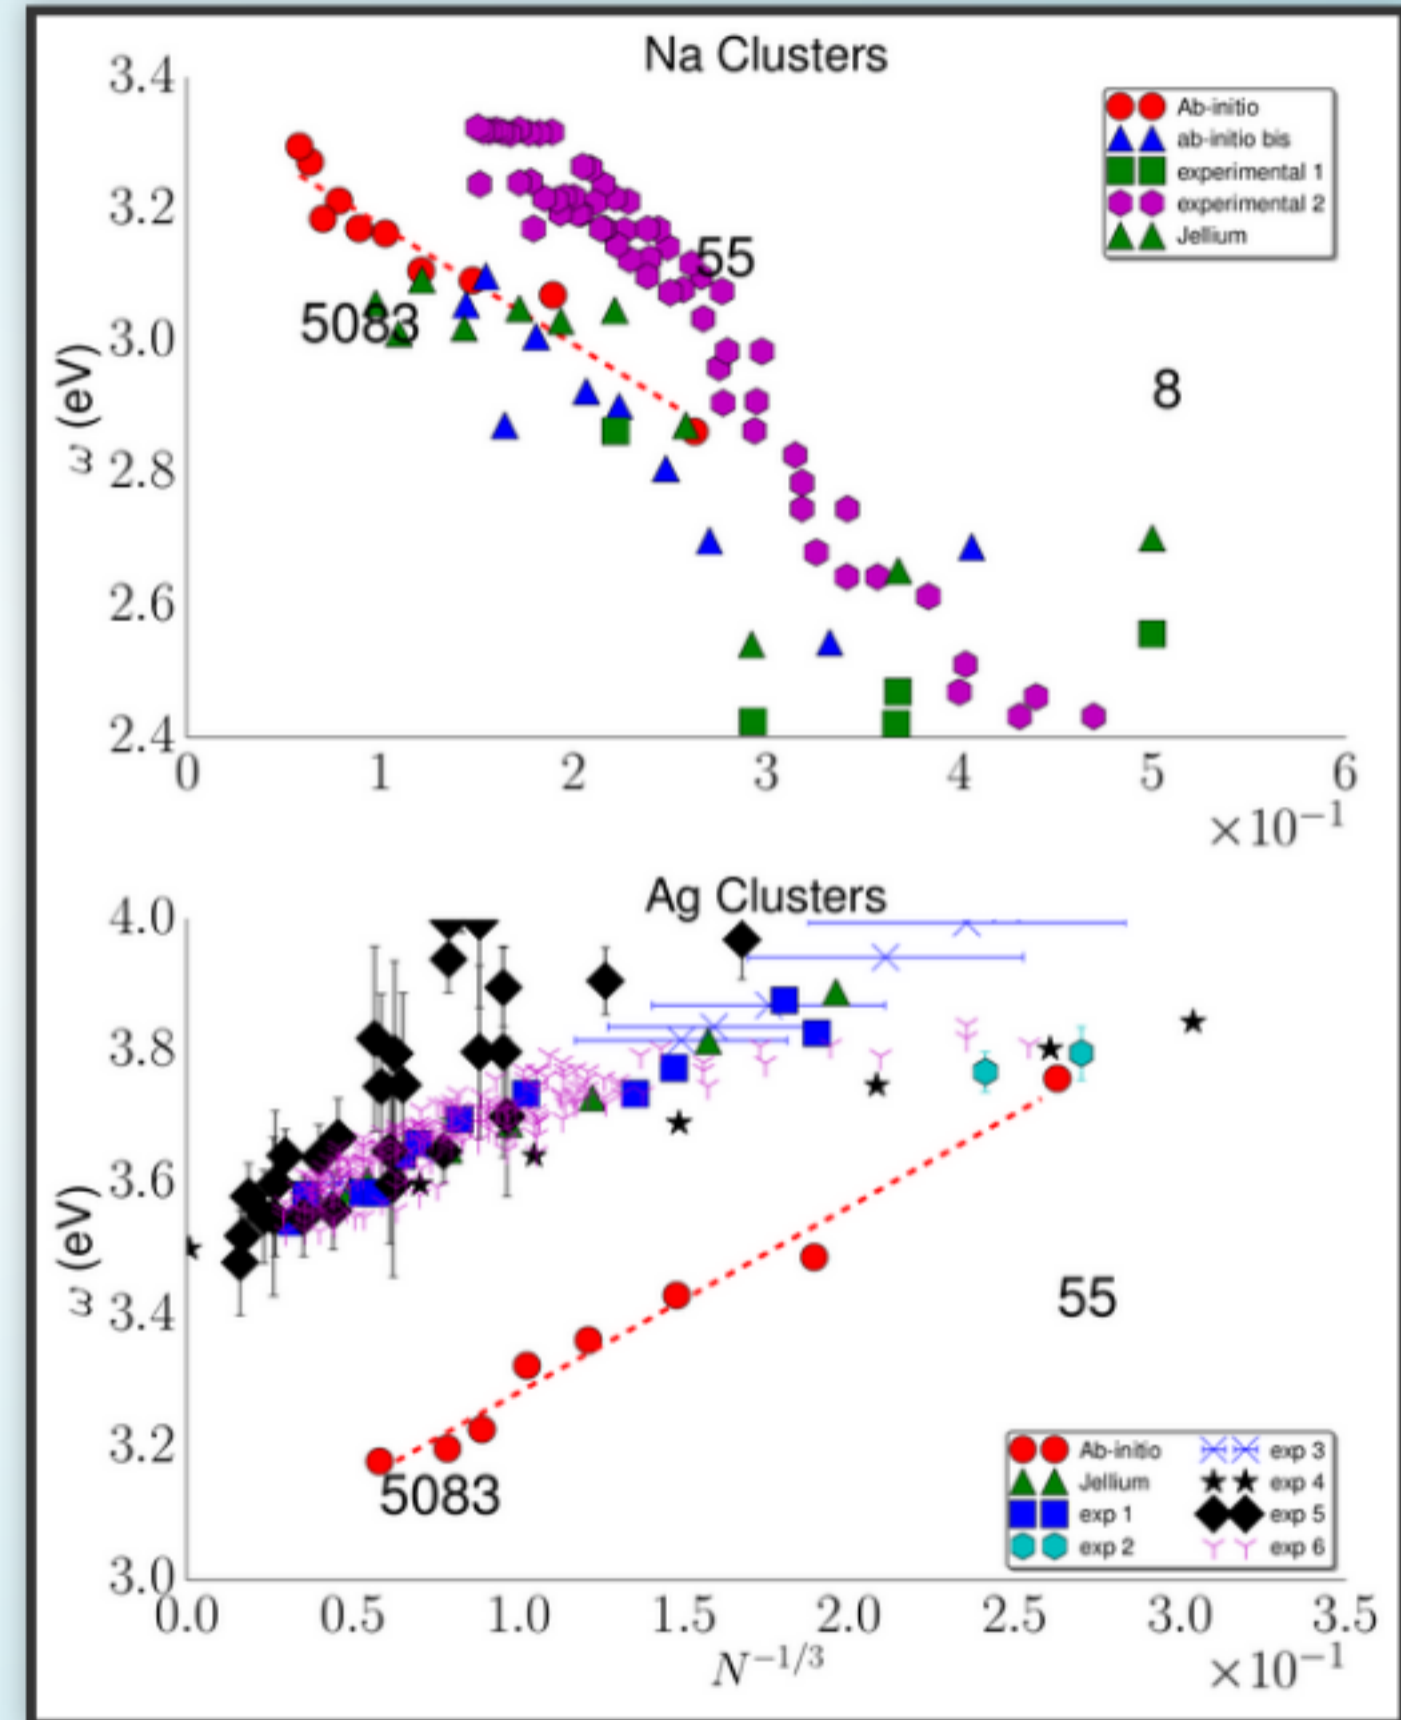 Na Clusters
3.4
3.2
3.0
2.8
2.6
2.4
ω (eV)
Ab-initio
ab-initio bis
experimental 1
experimental 2
Jellium
55
5083
8
0 1 2 3 4 5 6
×10⁻¹
Ag Clusters
4.0
3.8
3.6
3.4
3.2
3.0
ω (eV)
55
5083
Ab-initio
Jellium
exp 1
exp 2
exp 3
exp 4
exp 5
exp 6
0.0 0.5 1.0 1.5 2.0 2.5 3.0 3.5
N⁻¹/³
×10⁻¹